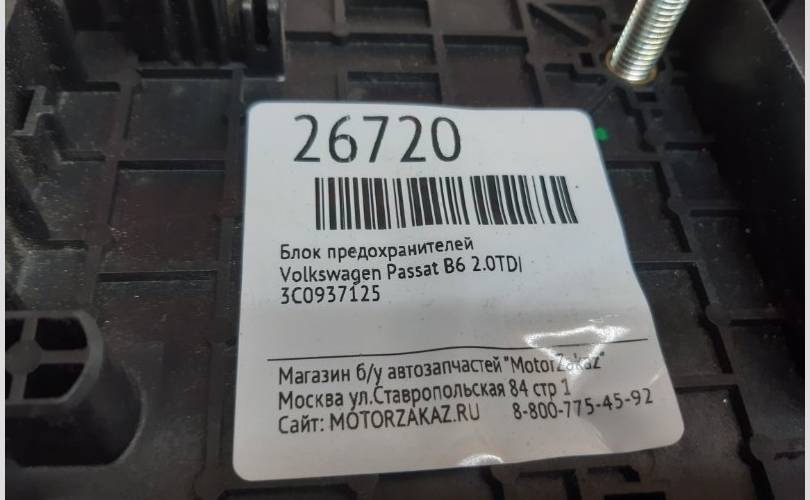 26720
Блок предохранителей
Volkswagen Passat B6 2.0TDI
3C0937125
Магазин б/у автозапчастей "MotorZakaz"
Москва ул.Ставропольская 84 стр 1
Сайт: MOTORZAKAZ.RU 8-800-775-45-92